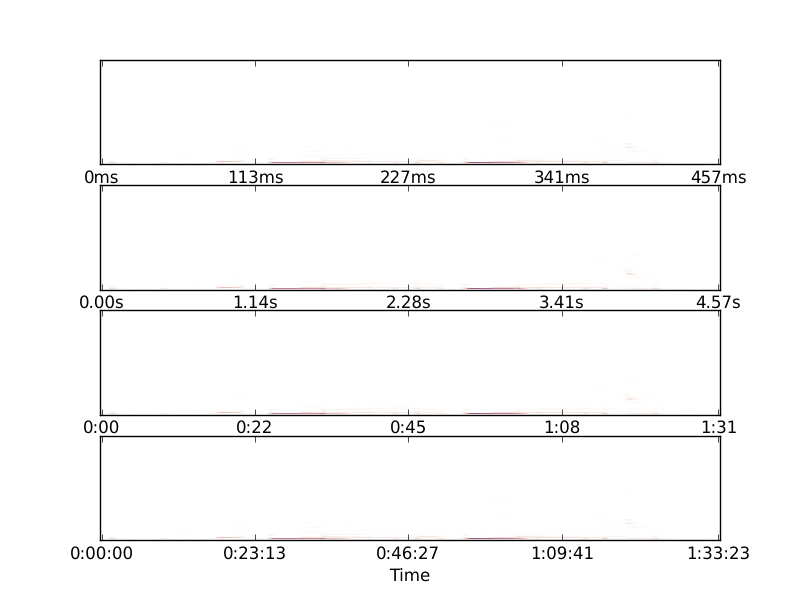 0ms 113ms 227ms 341ms 457ms
0.00s 1.14s 2.28s 3.41s 4.57s
0:00 0:22 0:45 1:08 1:31
0:00:00 0:23:13 0:46:27 1:09:41 1:33:23
Time